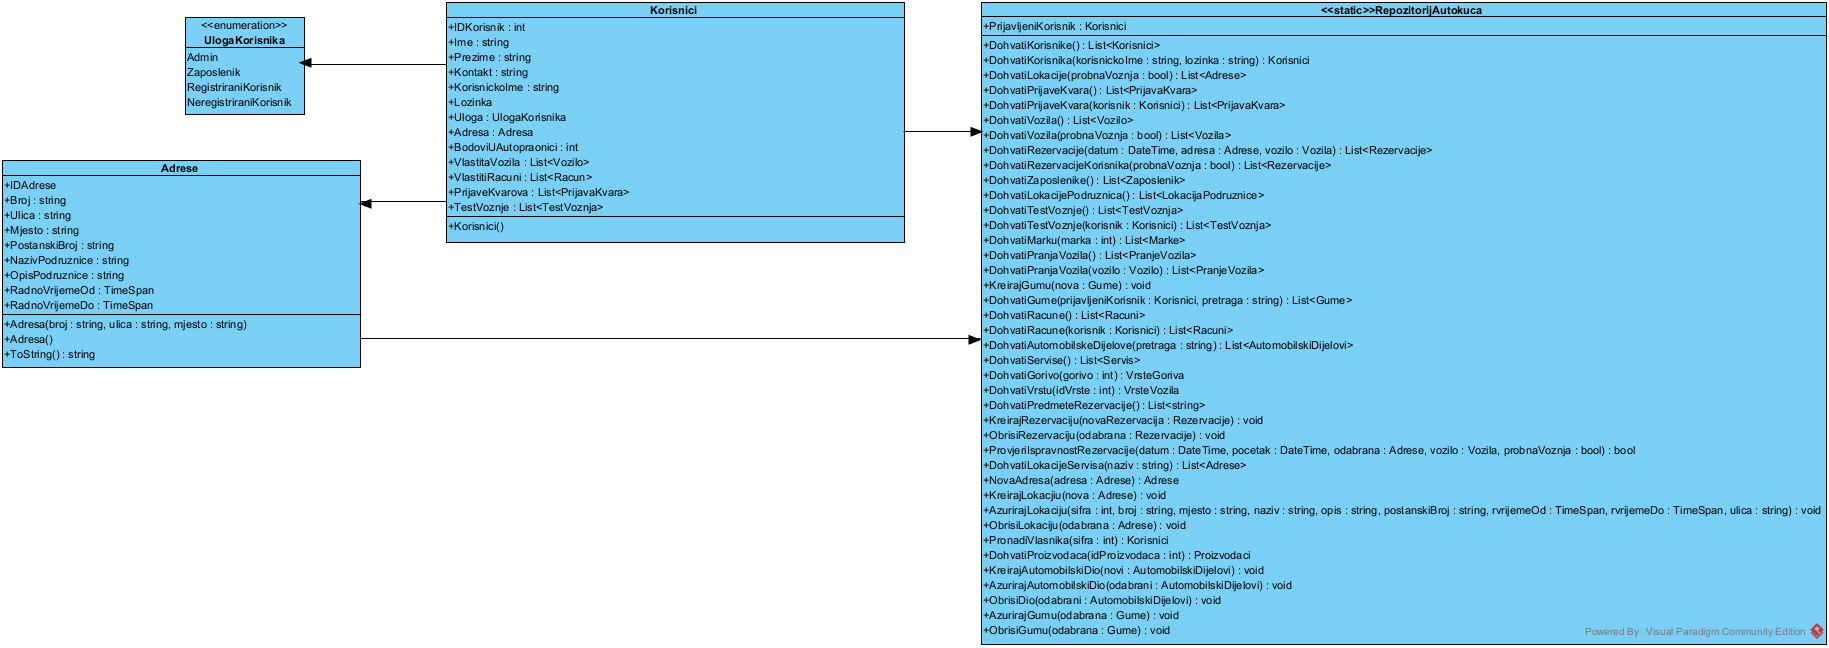 <<enumeration>>
UlogaKorisnika
Admin
Zaposlenik
RegistriraniKorisnik
NeregistriraniKorisnik
Korisnici
+IDKorisnik : int
+Ime : string
+Prezime : string
+Kontakt : string
+KorisnickoIme : string
+Lozinka
+Uloga : UlogaKorisnika
+Adresa : Adresa
+BodoviUAutopraonici : int
+VlastitaVozila : List<Vozilo>
+VlastitiRacuni : List<Racun>
+PrijaveKvarova : List<PrijavaKvara>
+TestVoznje : List<TestVoznja>
+Korisnici()
Adrese
+IDAdrese
+Broj : string
+Ulica : string
+Mjesto : string
+PostanskiBroj : string
+NazivPodruznice : string
+OpisPodruznice : string
+RadnoVrijemeOd : TimeSpan
+RadnoVrijemeDo : TimeSpan
+Adresa(broj : string, ulica : string, mjesto : string)
+Adresa()
+ToString() : string
<<static>>RepozitorijAutokuca
+PrijavljeniKorisnik : Korisnici
+DohvatiKorisnike() : List<Korisnici>
+DohvatiKorisnika(korisnickoIme : string, lozinka : string) : Korisnici
+DohvatiLokacije(probnaVoznja : bool) : List<Adrese>
+DohvatiPrijaveKvara() : List<PrijavaKvara>
+DohvatiPrijaveKvara(korisnik : Korisnici) : List<PrijavaKvara>
+DohvatiVozila() : List<Vozilo>
+DohvatiVozila(probnaVoznja : bool) : List<Vozila>
+DohvatiRezervacije(datum : DateTime, adresa : Adrese, vozilo : Vozila) : List<Rezervacije>
+DohvatiRezervacijeKorisnika(probnaVoznja : bool) : List<Rezervacije>
+DohvatiZaposlenike() : List<Zaposlenik>
+DohvatiLokacijePodruznica() : List<LokacijaPodruznice>
+DohvatiTestVoznje() : List<TestVoznja>
+DohvatiTestVoznje(korisnik : Korisnici) : List<TestVoznja>
+DohvatiMarku(marka : int) : List<Marke>
+DohvatiPranjaVozila() : List<PranjeVozila>
+DohvatiPranjaVozila(vozilo : Vozilo) : List<PranjeVozila>
+KreirajGumu(nova : Gume) : void
+DohvatiGume(prijavljeniKorisnik : Korisnici, pretraga : string) : List<Gume>
+DohvatiRacune() : List<Racuni>
+DohvatiRacune(korisnik : Korisnici) : List<Racuni>
+DohvatiAutomobilskeDijelove(pretraga : string) : List<AutomobilskiDijelovi>
+DohvatiServise() : List<Servis>
+DohvatiGorivo(gorivo : int) : VrsteGoriva
+DohvatiVrstu(idVrste : int) : VrsteVozila
+DohvatiPredmeteRezervacije() : List<string>
+KreirajRezervaciju(novaRezervacija : Rezervacije) : void
+ObrisiRezervaciju(odabrana : Rezervacije) : void
+ProvjeriIspravnostRezervacije(datum : DateTime, pocetak : DateTime, odabrana : Adrese, vozilo : Vozila, probnaVoznja : bool) : bool
+DohvatiLokacijeServisa(naziv : string) : List<Adrese>
+NovaAdresa(adresa : Adrese) : Adrese
+KreirajLokacjiu(nova : Adrese) : void
+AzurirajLokaciju(sifra : int, broj : string, mjesto : string, naziv : string, opis : string, postanskiBroj : string, rvrijemeOd : TimeSpan, rvrijemeDo : TimeSpan, ulica : string) : void
+ObrisiLokaciju(odabrana : Adrese) : void
+PronadiVlasnika(sifra : int) : Korisnici
+DohvatiProizvodaca(idProizvodaca : int) : Proizvodaci
+KreirajAutomobilskiDio(novi : AutomobilskiDijelovi) : void
+AzurirajAutomobilskiDio(odabrani : AutomobilskiDijelovi) : void
+ObrisiDio(odabrani : AutomobilskiDijelovi) : void
+AzurirajGumu(odabrana : Gume) : void
+ObrisiGumu(odabrana : Gume) : void
Powered By Visual Paradigm Community Edition